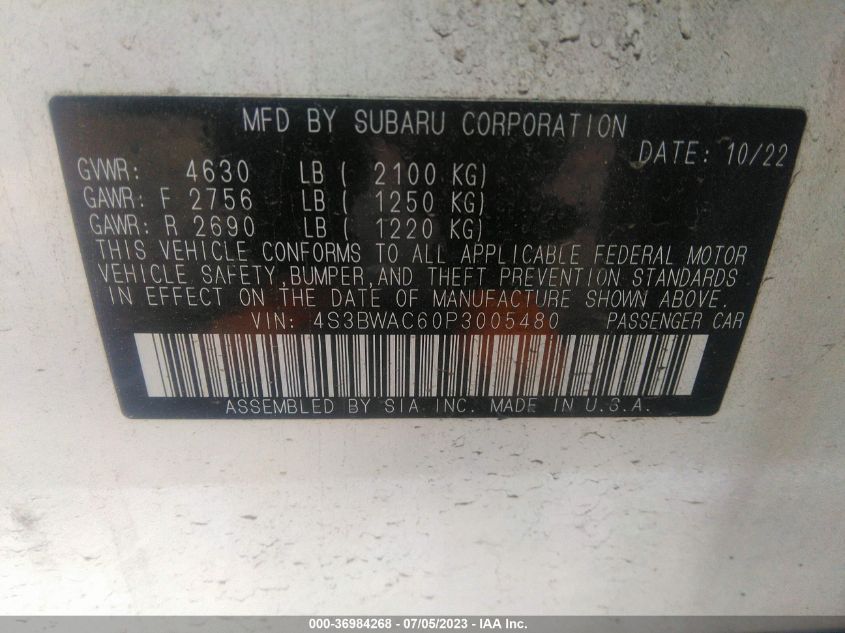 MFD BY SUBARU CORPORATION
DATE: 10/22
GVWR: 4630 LB ( 2100 KG)
GAWR: F 2756 LB ( 1250 KG)
GAWR: R 2690 LB ( 1220 KG)
THIS VEHICLE CONFORMS TO ALL APPLICABLE FEDERAL MOTOR
VEHICLE SAFETY,BUMPER,AND THEFT PREVENTION STANDARDS
IN EFFECT ON THE DATE OF MANUFACTURE SHOWN ABOVE.
VIN: 4S3BWAC60P3005480 PASSENGER CAR
ASSEMBLED BY SIA INC. MADE IN U.S.A.
000-36984268 - 07/05/2023 - IAA Inc.